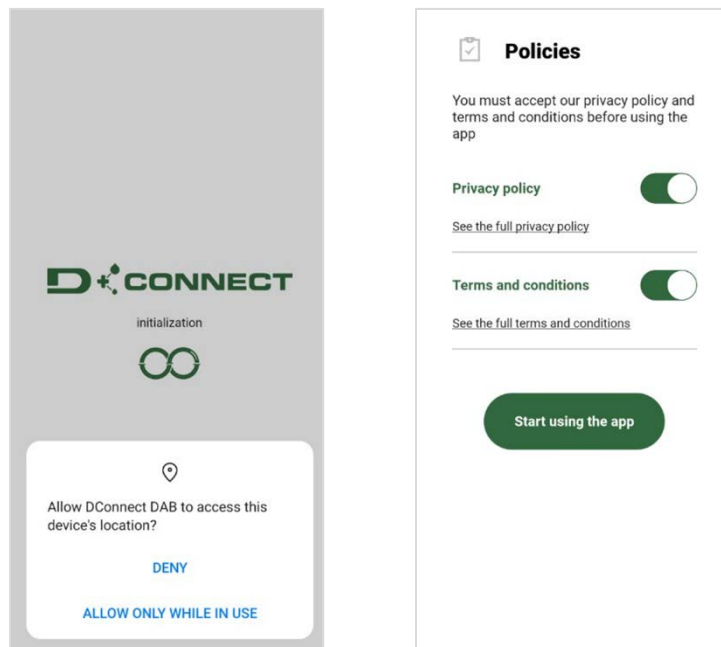 D+CONNECT
initialization
Allow DConnect DAB to access this
device's location?
DENY
ALLOW ONLY WHILE IN USE
Policies
You must accept our privacy policy and
terms and conditions before using the
app
Privacy policy
See the full privacy policy
Terms and conditions
See the full terms and conditions
Start using the app